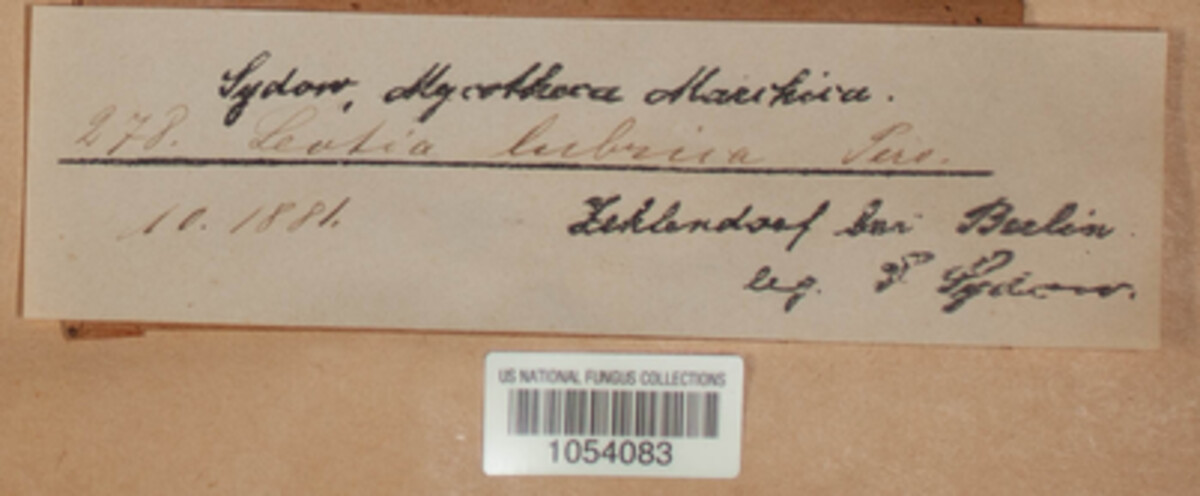 Sydow, Mycotheca Marchica.
278. Leotia lubrica Pers.
10. 1881.
Zehlendorf bei Berlin
leg. P Sydow.
US NATIONAL FUNGUS COLLECTIONS
1054083